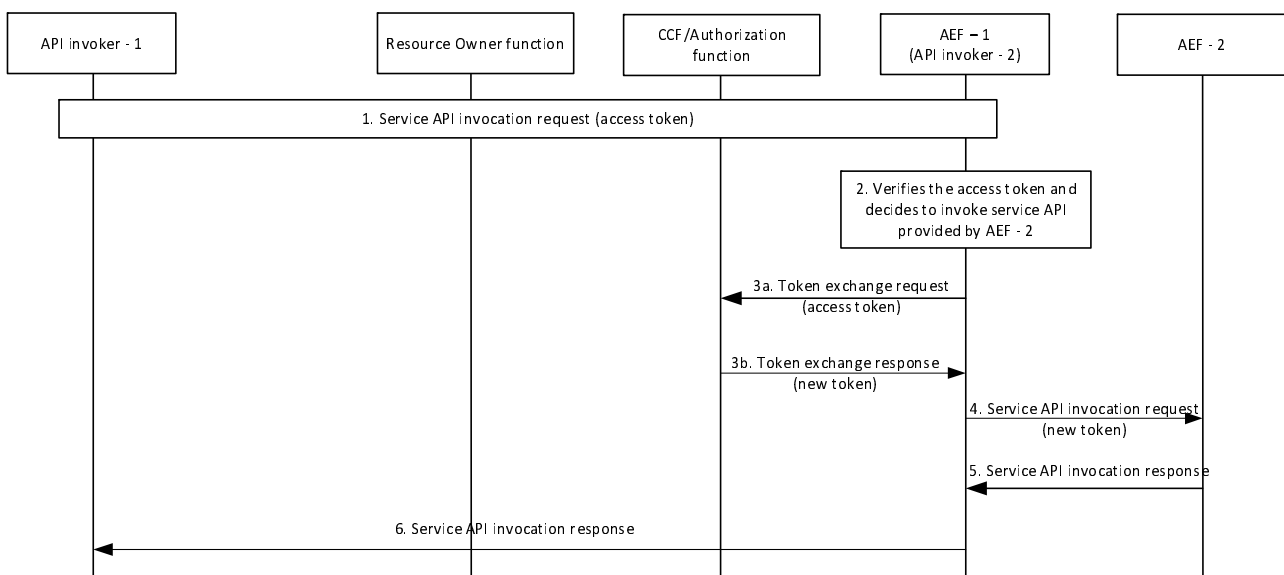 API invoker - 1
Resource Owner function
CCF/Authorization
function
AEF – 1
(API invoker - 2)
AEF - 2
1. Service API invocation request (access token)
2. Verifies the access token and
decides to invoke service API
provided by AEF - 2
3a. Token exchange request
(access token)
3b. Token exchange response
(new token)
4. Service API invocation request
(new token)
5. Service API invocation response
6. Service API invocation response